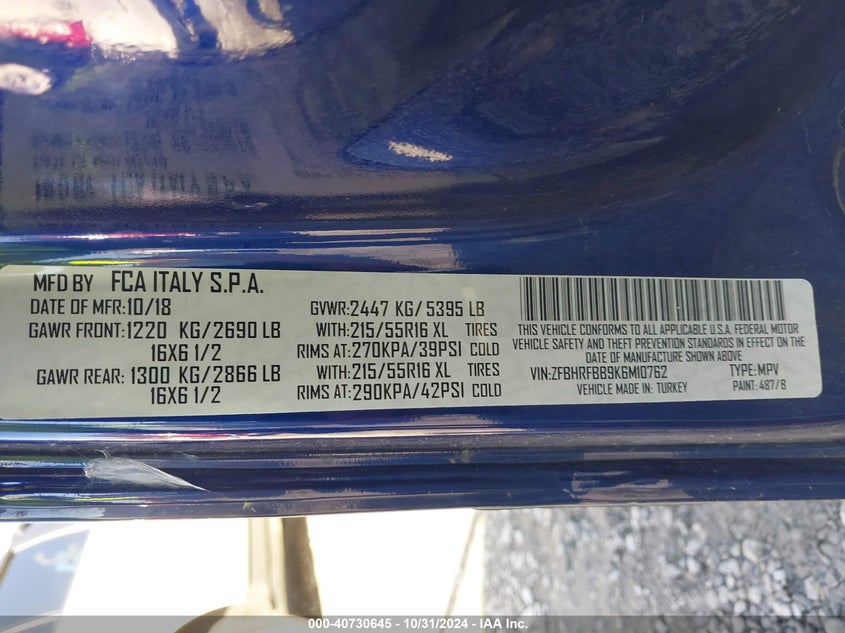 MFD BY FCA ITALY S.P.A.
DATE OF MFR:10/18 GVWR:2447 KG/ 5395 LB
GAWR FRONT:1220 KG/2690 LB WITH:215/55R16 XL TIRES
16X6 1/2 RIMS AT:270KPA/39PSI COLD
GAWR REAR: 1300 KG/2866 LB WITH:215/55R16 XL TIRES
16X6 1/2 RIMS AT:290KPA/42PSI COLD
THIS VEHICLE CONFORMS TO ALL APPLICABLE U.S.A. FEDERAL MOTOR
VEHICLE SAFETY AND THEFT PREVENTION STANDARDS IN EFFECT ON THE
DATE OF MANUFACTURE SHOWN ABOVE
VIN:ZFBHRFBB9K6M10762 TYPE:MPV
VEHICLE MADE IN: TURKEY PAINT: 487/B
000-40730645 - 10/31/2024 - IAA Inc.